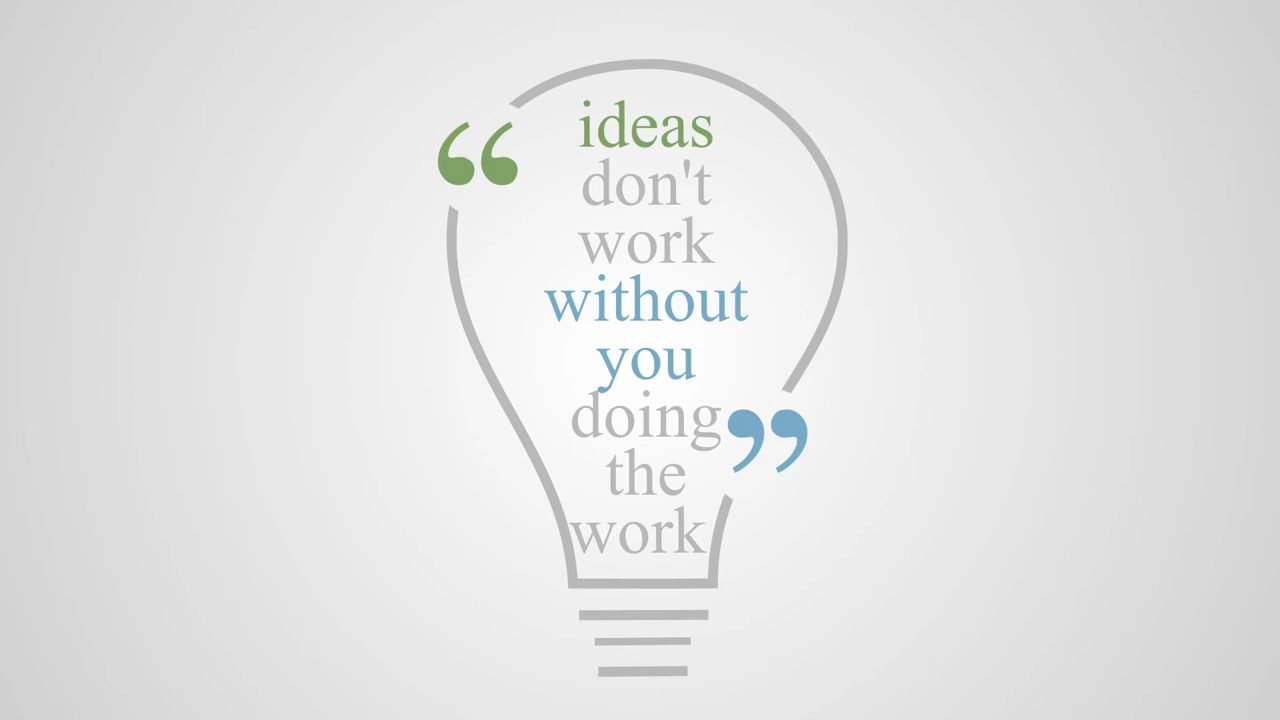 “ideas
don't
work
without
you
doing
the
work”